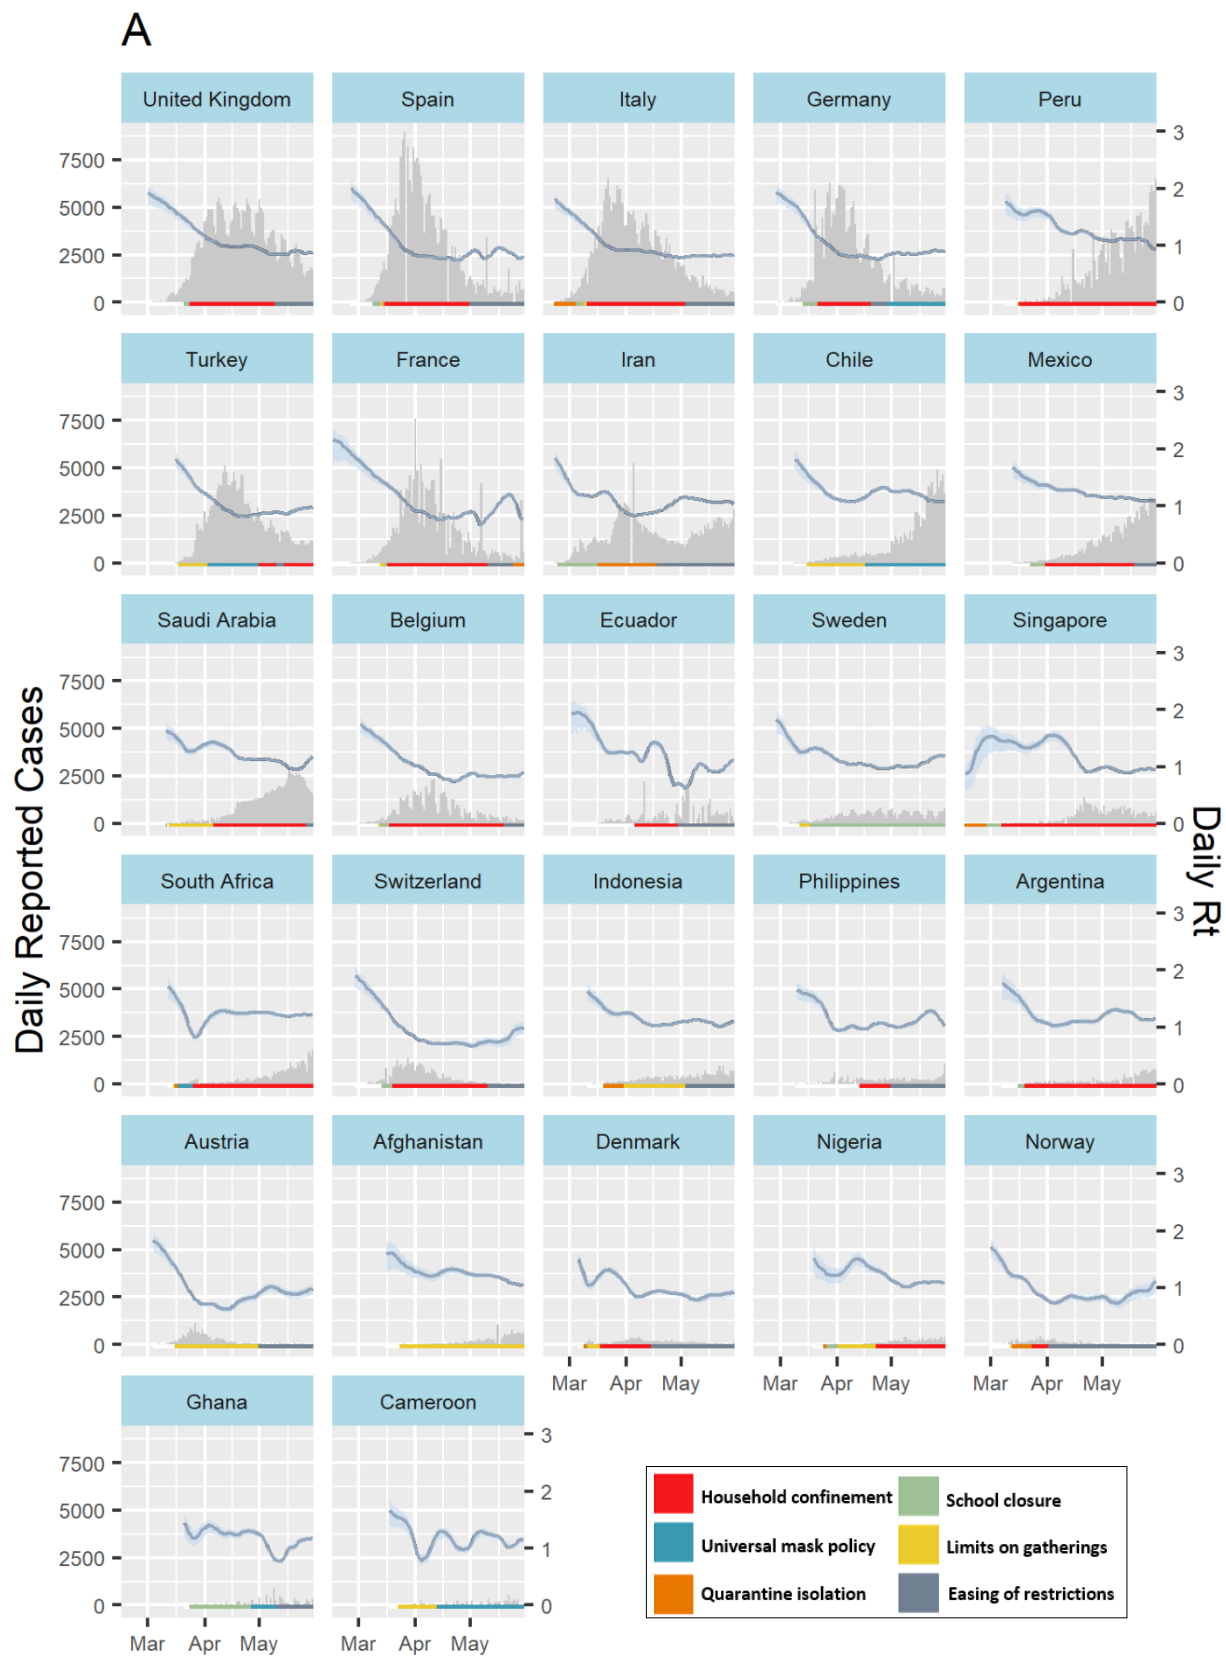 A
United Kingdom Spain Italy Germany Peru
7500 5000 2500 0
3 2 1 0
Turkey France Iran Chile Mexico
7500 5000 2500 0
3 2 1 0
Saudi Arabia Belgium Ecuador Sweden Singapore
7500 5000 2500 0
3 2 1 0
Daily Reported Cases
Daily Rt
South Africa Switzerland Indonesia Philippines Argentina
7500 5000 2500 0
3 2 1 0
Austria Afghanistan Denmark Nigeria Norway
7500 5000 2500 0
3 2 1 0
Mar Apr May Mar Apr May Mar Apr May
Ghana Cameroon
7500 5000 2500 0
3 2 1 0
Mar Apr May Mar Apr May
Household confinement School closure
Universal mask policy Limits on gatherings
Quarantine isolation Easing of restrictions